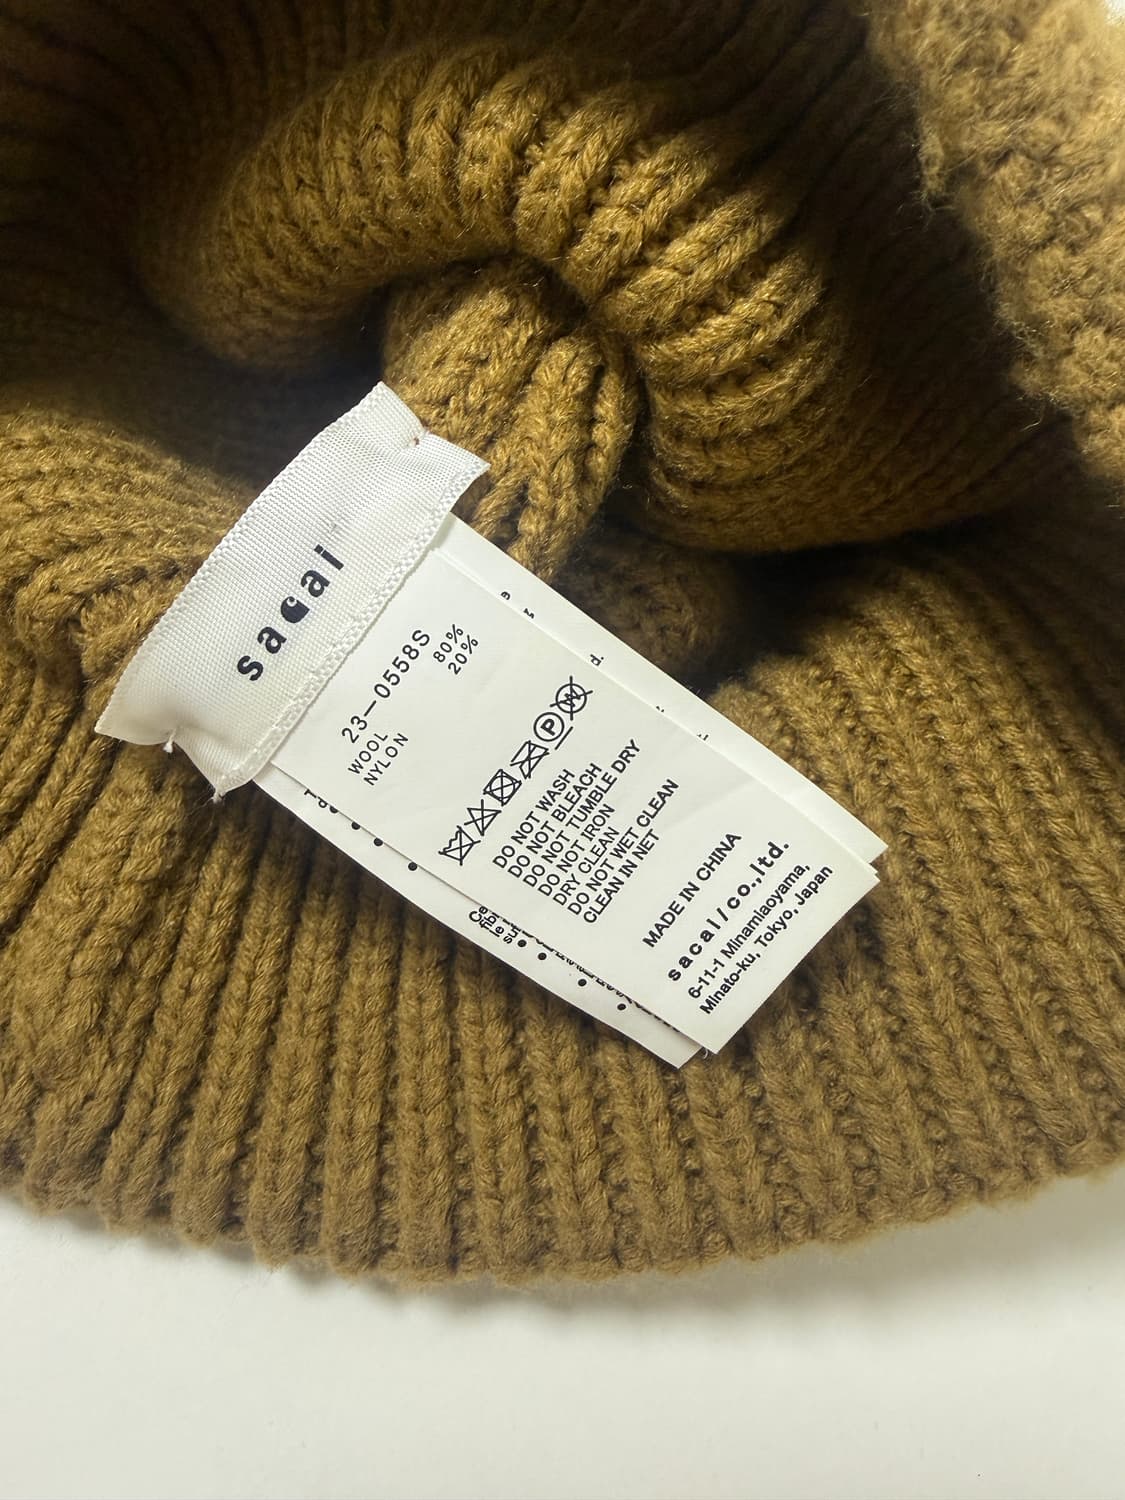 sacai
23-0558S
WOOL 80%
NYLON 20%
P
W
DO NOT WASH
DO NOT BLEACH
DO NOT TUMBLE DRY
DO NOT IRON
DRY CLEAN
DO NOT WET CLEAN
CLEAN IN NET
MADE IN CHINA
sacai/co.,ltd.
6-11-1 Minamiaoyama,
Minato-ku, Tokyo, Japan
d.